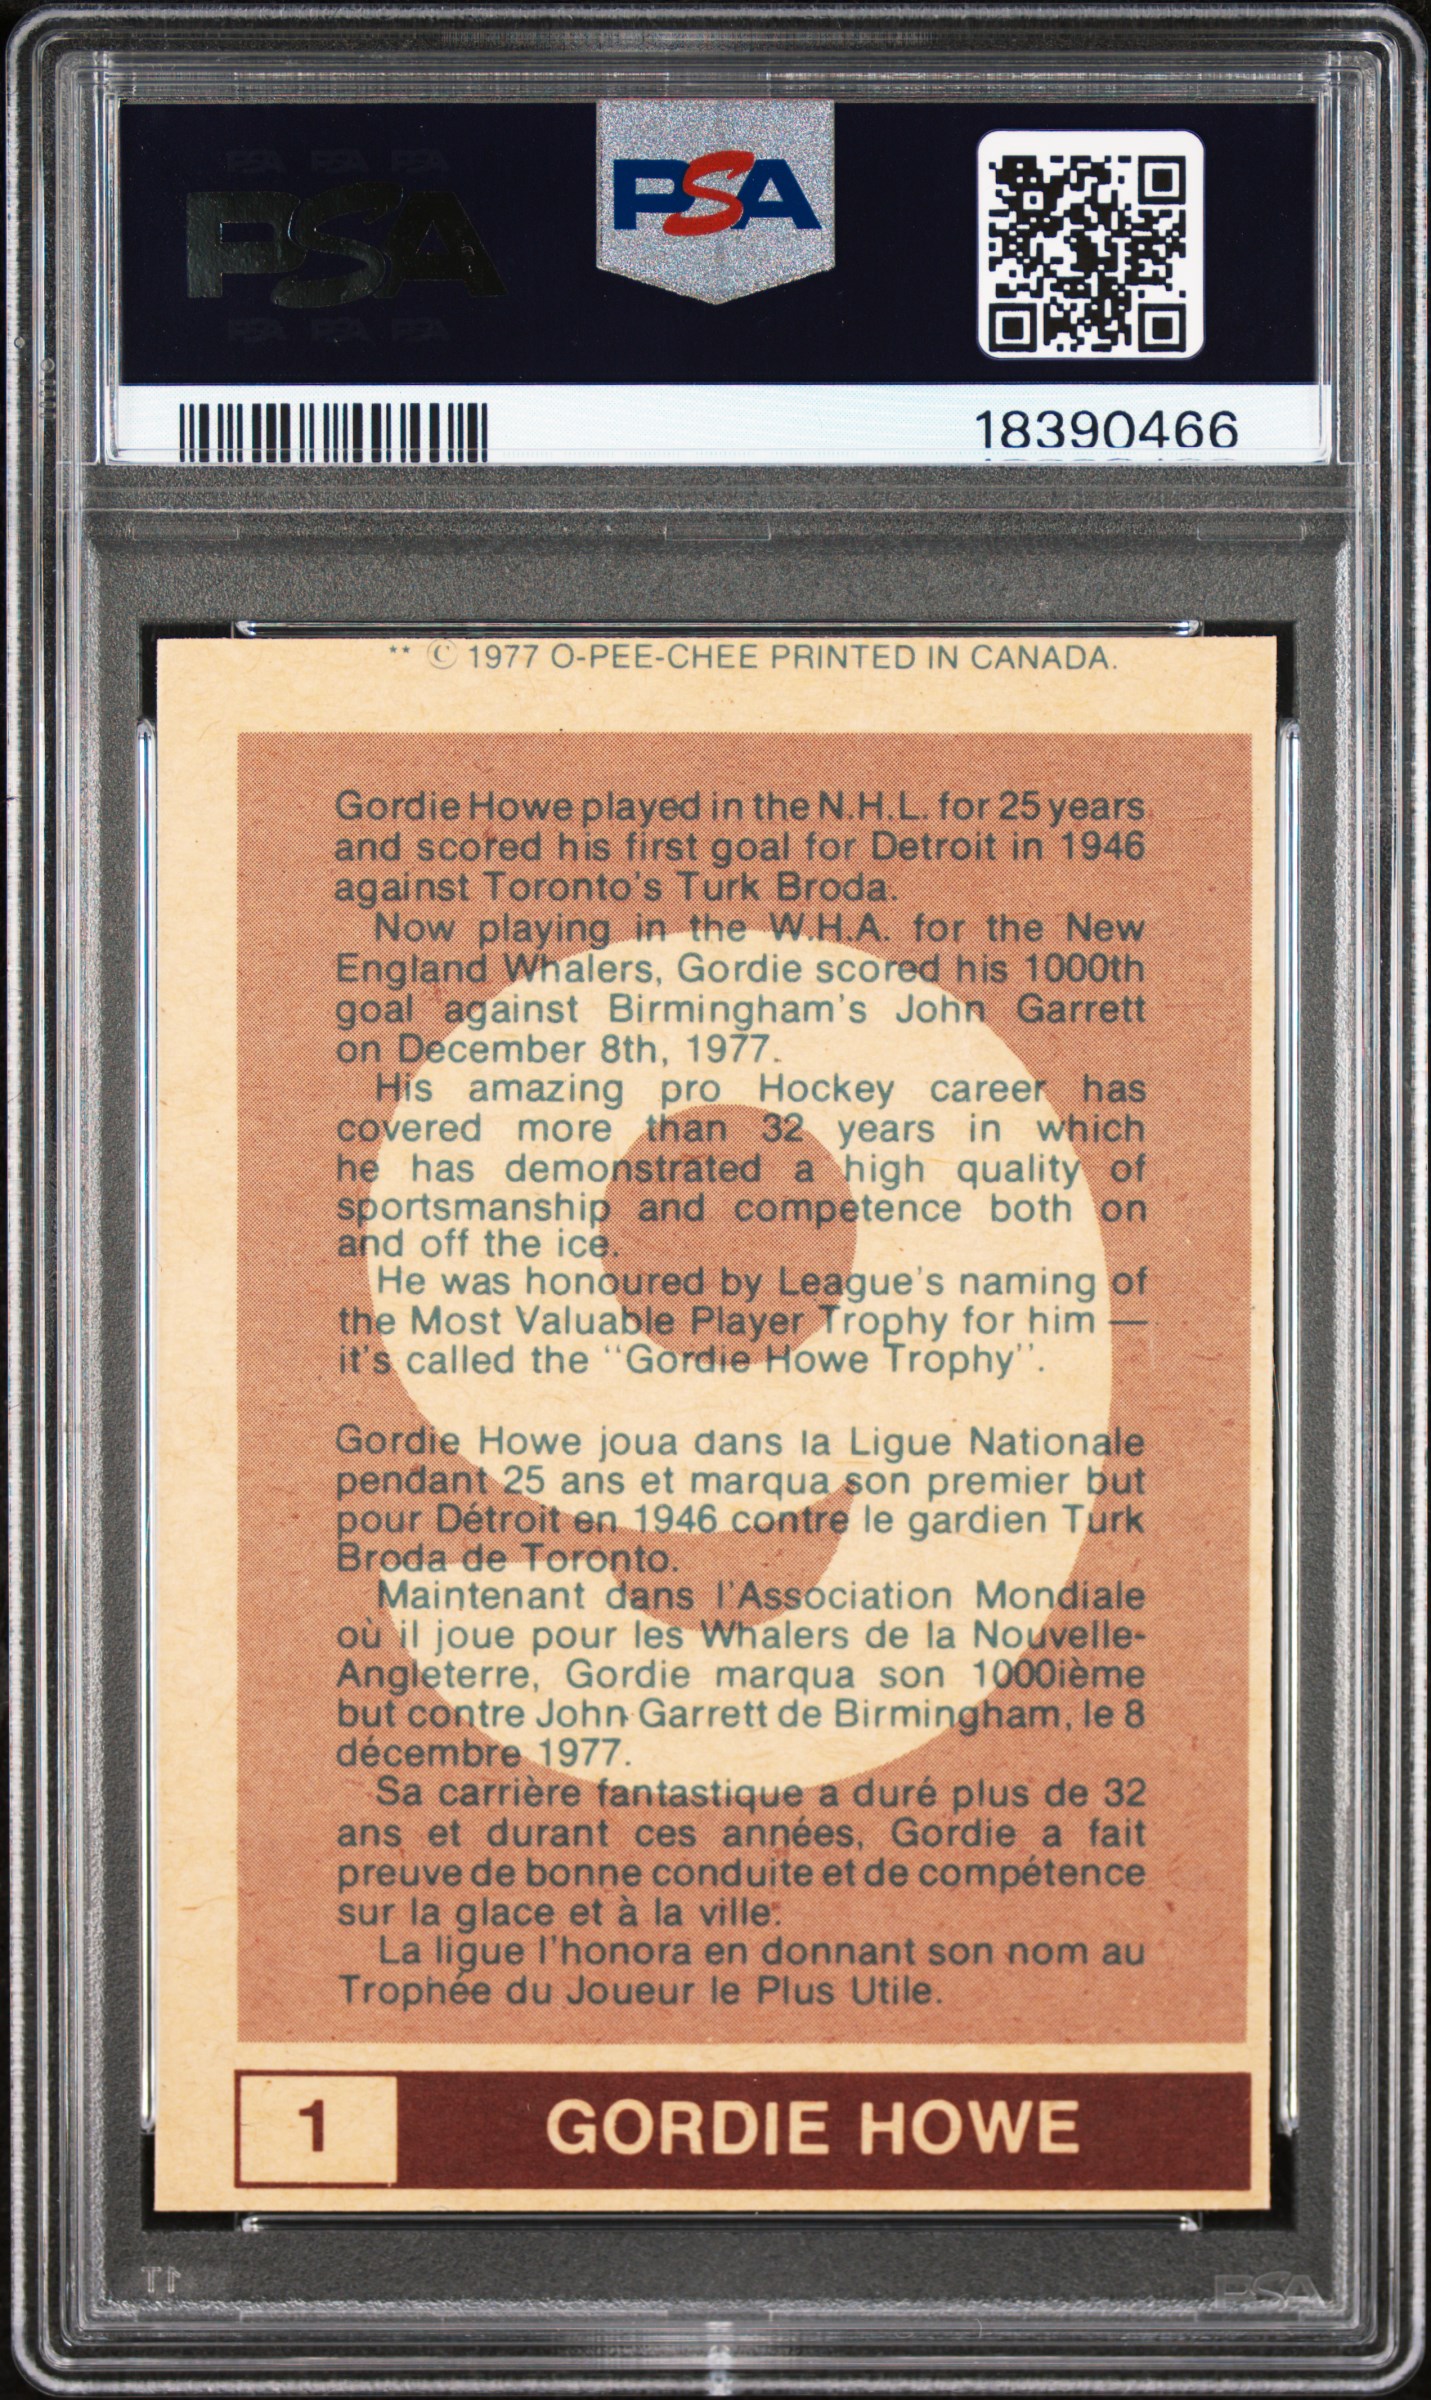 PSA
PSA
18390466
** © 1977 O-PEE-CHEE PRINTED IN CANADA.
Gordie Howe played in the N.H.L. for 25 years
and scored his first goal for Detroit in 1946
against Toronto's Turk Broda.
Now playing in the W.H.A. for the New
England Whalers, Gordie scored his 1000th
goal against Birmingham's John Garrett
on December 8th, 1977.
His amazing pro Hockey career has
covered more than 32 years in which
he has demonstrated a high quality of
sportsmanship and competence both on
and off the ice.
He was honoured by League's naming of
the Most Valuable Player Trophy for him —
it's called the "Gordie Howe Trophy".
Gordie Howe joua dans la Ligue Nationale
pendant 25 ans et marqua son premier but
pour Détroit en 1946 contre le gardien Turk
Broda de Toronto.
Maintenant dans l'Association Mondiale
où il joue pour les Whalers de la Nouvelle-
Angleterre, Gordie marqua son 1000ième
but contre John Garrett de Birmingham, le 8
décembre 1977.
Sa carrière fantastique a duré plus de 32
ans et durant ces années, Gordie a fait
preuve de bonne conduite et de compétence
sur la glace et à la ville.
La ligue l'honora en donnant son nom au
Trophée du Joueur le Plus Utile.
9
1 GORDIE HOWE
PSA